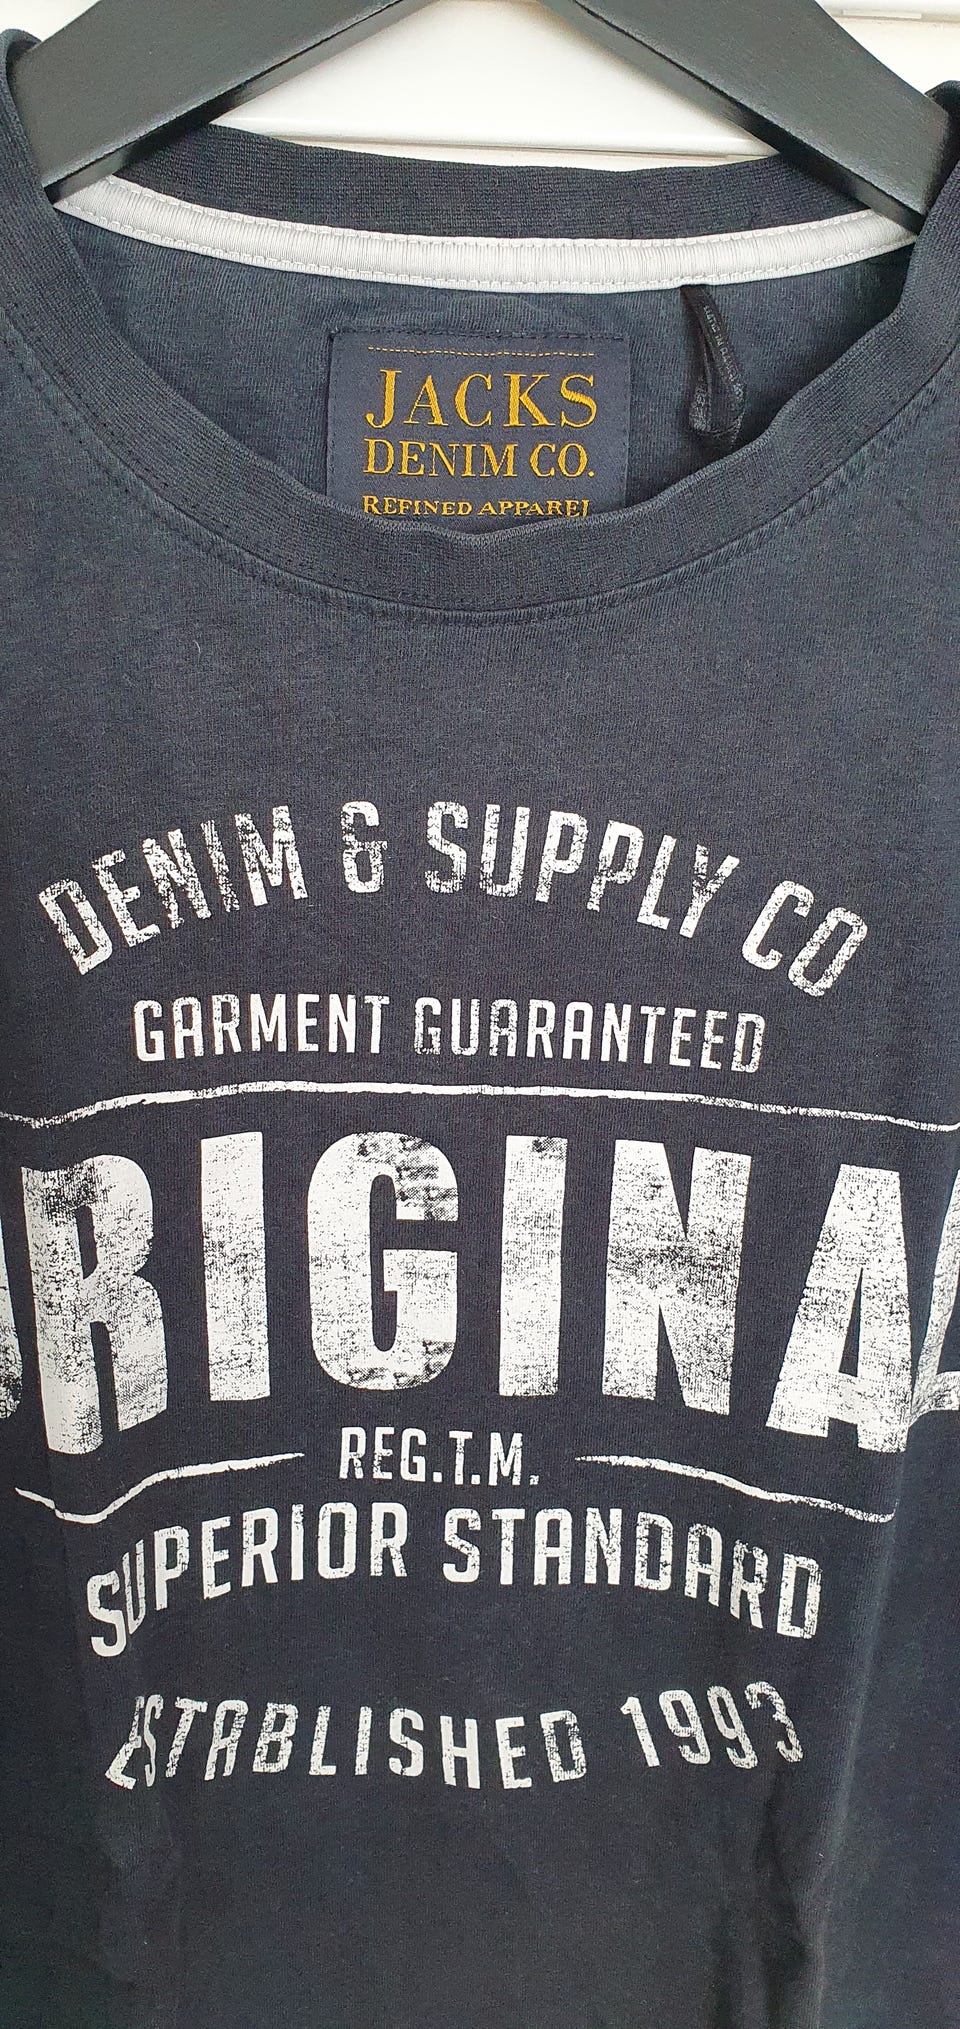 JACKS
DENIM CO.
REFINED APPAREL
DENIM & SUPPLY CO
GARMENT GUARANTEED
ORIGINAL
REG.T.M.
SUPERIOR STANDARD
ESTABLISHED 1993